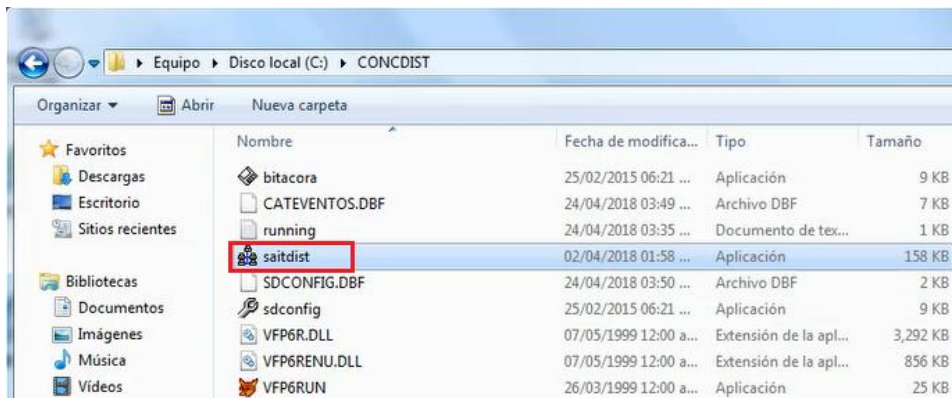 Equipo ▸ Disco local (C:) ▸ CONCDIST
Organizar Abrir Nueva carpeta
Nombre Fecha de modifica... Tipo Tamaño
Favoritos
Descargas
Escritorio
Sitios recientes
Bibliotecas
Documentos
Imágenes
Música
Vídeos
bitacora 25/02/2015 06:21 ... Aplicación 9 KB
CATEVENTOS.DBF 24/04/2018 03:49 ... Archivo DBF 7 KB
running 24/04/2018 03:35 ... Documento de tex... 1 KB
saitdist 02/04/2018 01:58 ... Aplicación 158 KB
SDCONFIG.DBF 24/04/2018 03:50 ... Archivo DBF 2 KB
sdconfig 25/02/2015 06:21 ... Aplicación 9 KB
VFP6R.DLL 07/05/1999 12:00 a... Extensión de la apl... 3,292 KB
VFP6RENU.DLL 07/05/1999 12:00 a... Extensión de la apl... 856 KB
VFP6RUN 26/03/1999 12:00 a... Aplicación 25 KB